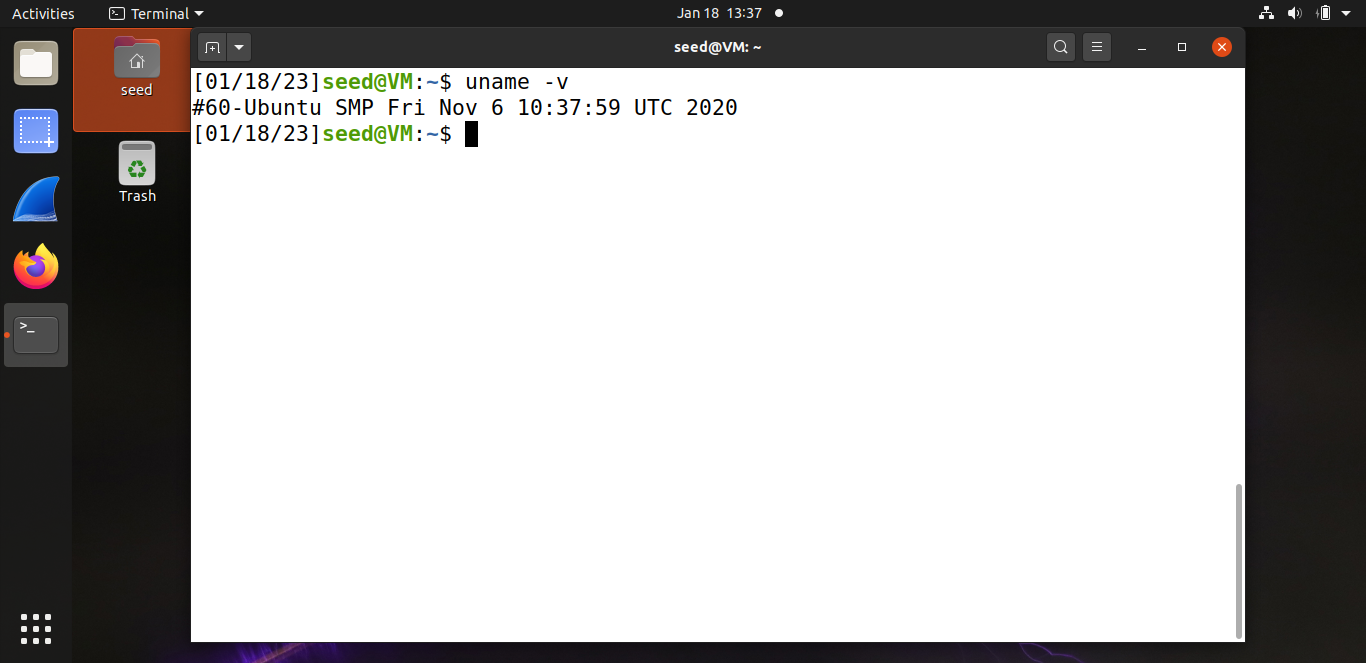 Activities
Terminal
Jan 18 13:37
seed@VM: ~
seed
Trash
[01/18/23]seed@VM:~$ uname -v
#60-Ubuntu SMP Fri Nov 6 10:37:59 UTC 2020
[01/18/23]seed@VM:~$
>_